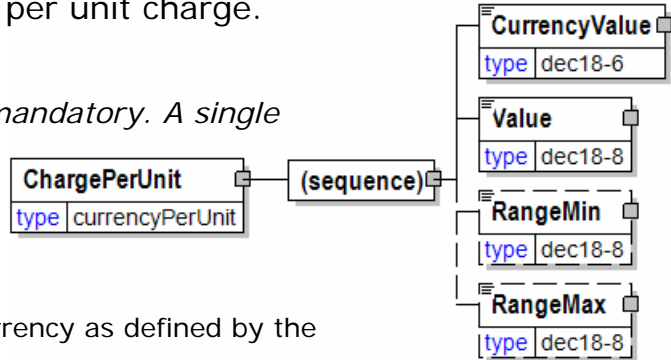 per unit charge.
CurrencyValue
type dec18-6
mandatory. A single
Value
type dec18-8
ChargePerUnit
type currencyPerUnit
(sequence)
RangeMin
type dec18-8
RangeMax
type dec18-8
rrency as defined by the